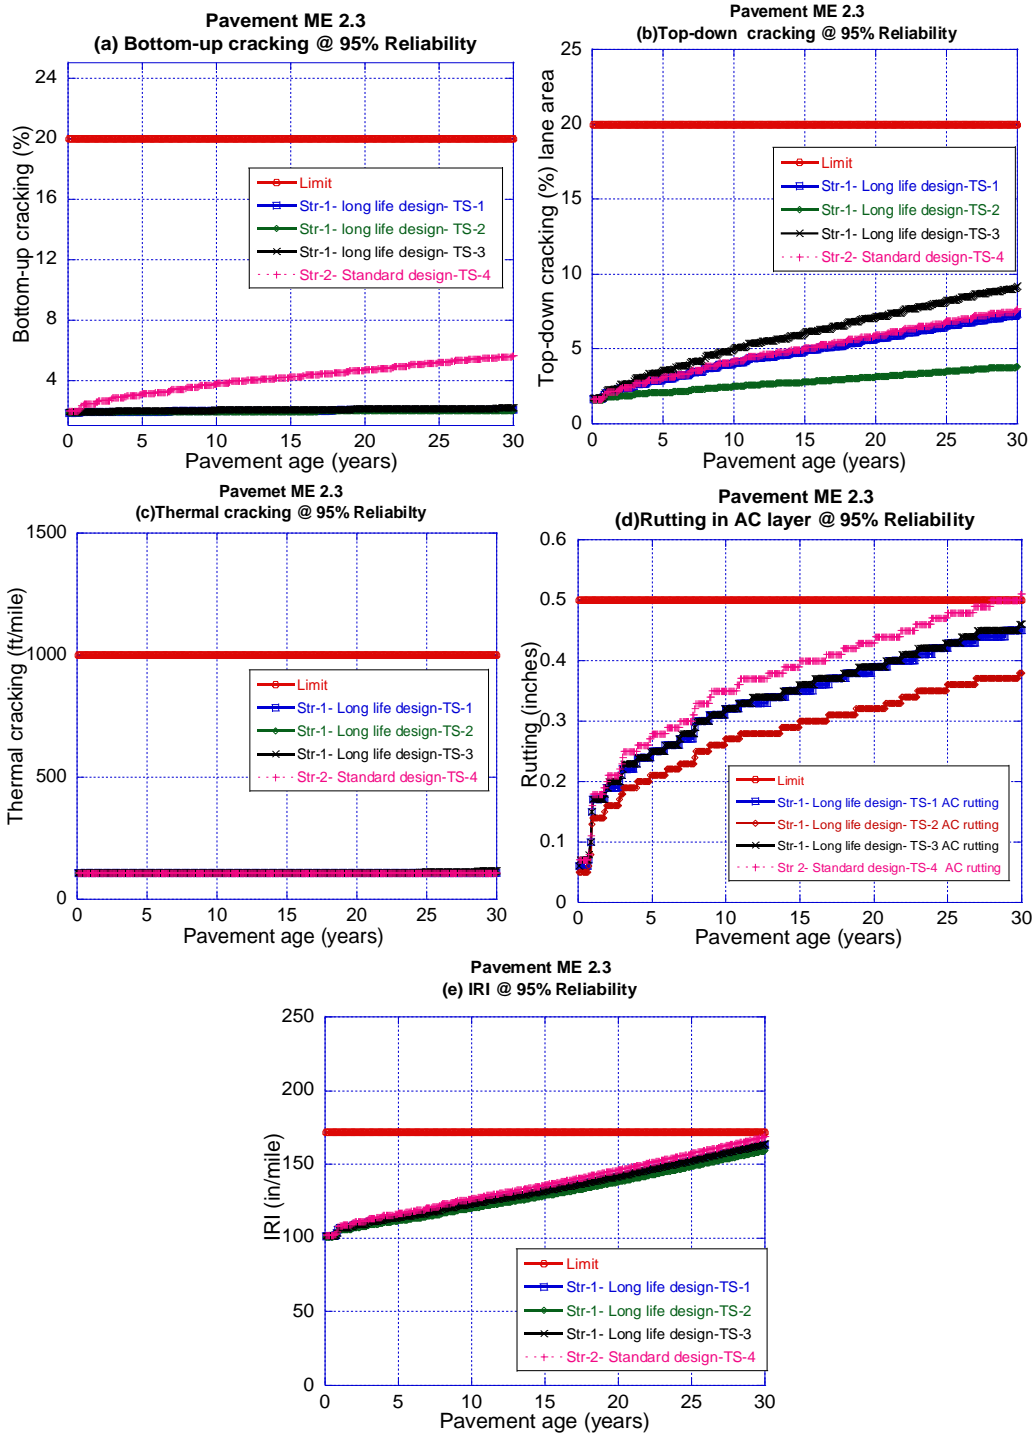 Pavement ME 2.3
(a) Bottom-up cracking @ 95% Reliability
Bottom-up cracking (%)
24
20
16
12
8
4
Limit
Str-1- long life design- TS-1
Str-1- long life design- TS-2
Str-1- long life design- TS-3
Str-2- Standard design-TS-4
0 5 10 15 20 25 30
Pavement age (years)
Pavement ME 2.3
(b)Top-down cracking @ 95% Reliability
Top-down cracking (%) lane area
25
20
15
10
5
0
Limit
Str-1- Long life design-TS-1
Str-1- Long life design-TS-2
Str-1- Long life design-TS-3
Str-2- Standard design-TS-4
0 5 10 15 20 25 30
Pavement age (years)
Pavemet ME 2.3
(c)Thermal cracking @ 95% Reliabilty
Thermal cracking (ft/mile)
1500
1000
500
0
Limit
Str-1- Long life design-TS-1
Str-1- Long life design-TS-2
Str-1- Long life design-TS-3
Str-2- Standard design-TS-4
0 5 10 15 20 25 30
Pavement age (years)
Pavement ME 2.3
(d)Rutting in AC layer @ 95% Reliability
Rutting (inches)
0.6
0.5
0.4
0.3
0.2
0.1
0
Limit
Str-1- Long life design- TS-1 AC rutting
Str-1- Long life design- TS-2 AC rutting
Str-1- Long life design-TS-3 AC rutting
Str 2- Standard design-TS-4 AC rutting
0 5 10 15 20 25 30
Pavement age (years)
Pavement ME 2.3
(e) IRI @ 95% Reliability
IRI (in/mile)
250
200
150
100
50
0
Limit
Str-1- Long life design-TS-1
Str-1- Long life design-TS-2
Str-1- Long life design-TS-3
Str-2- Standard design-TS-4
0 5 10 15 20 25 30
Pavement age (years)